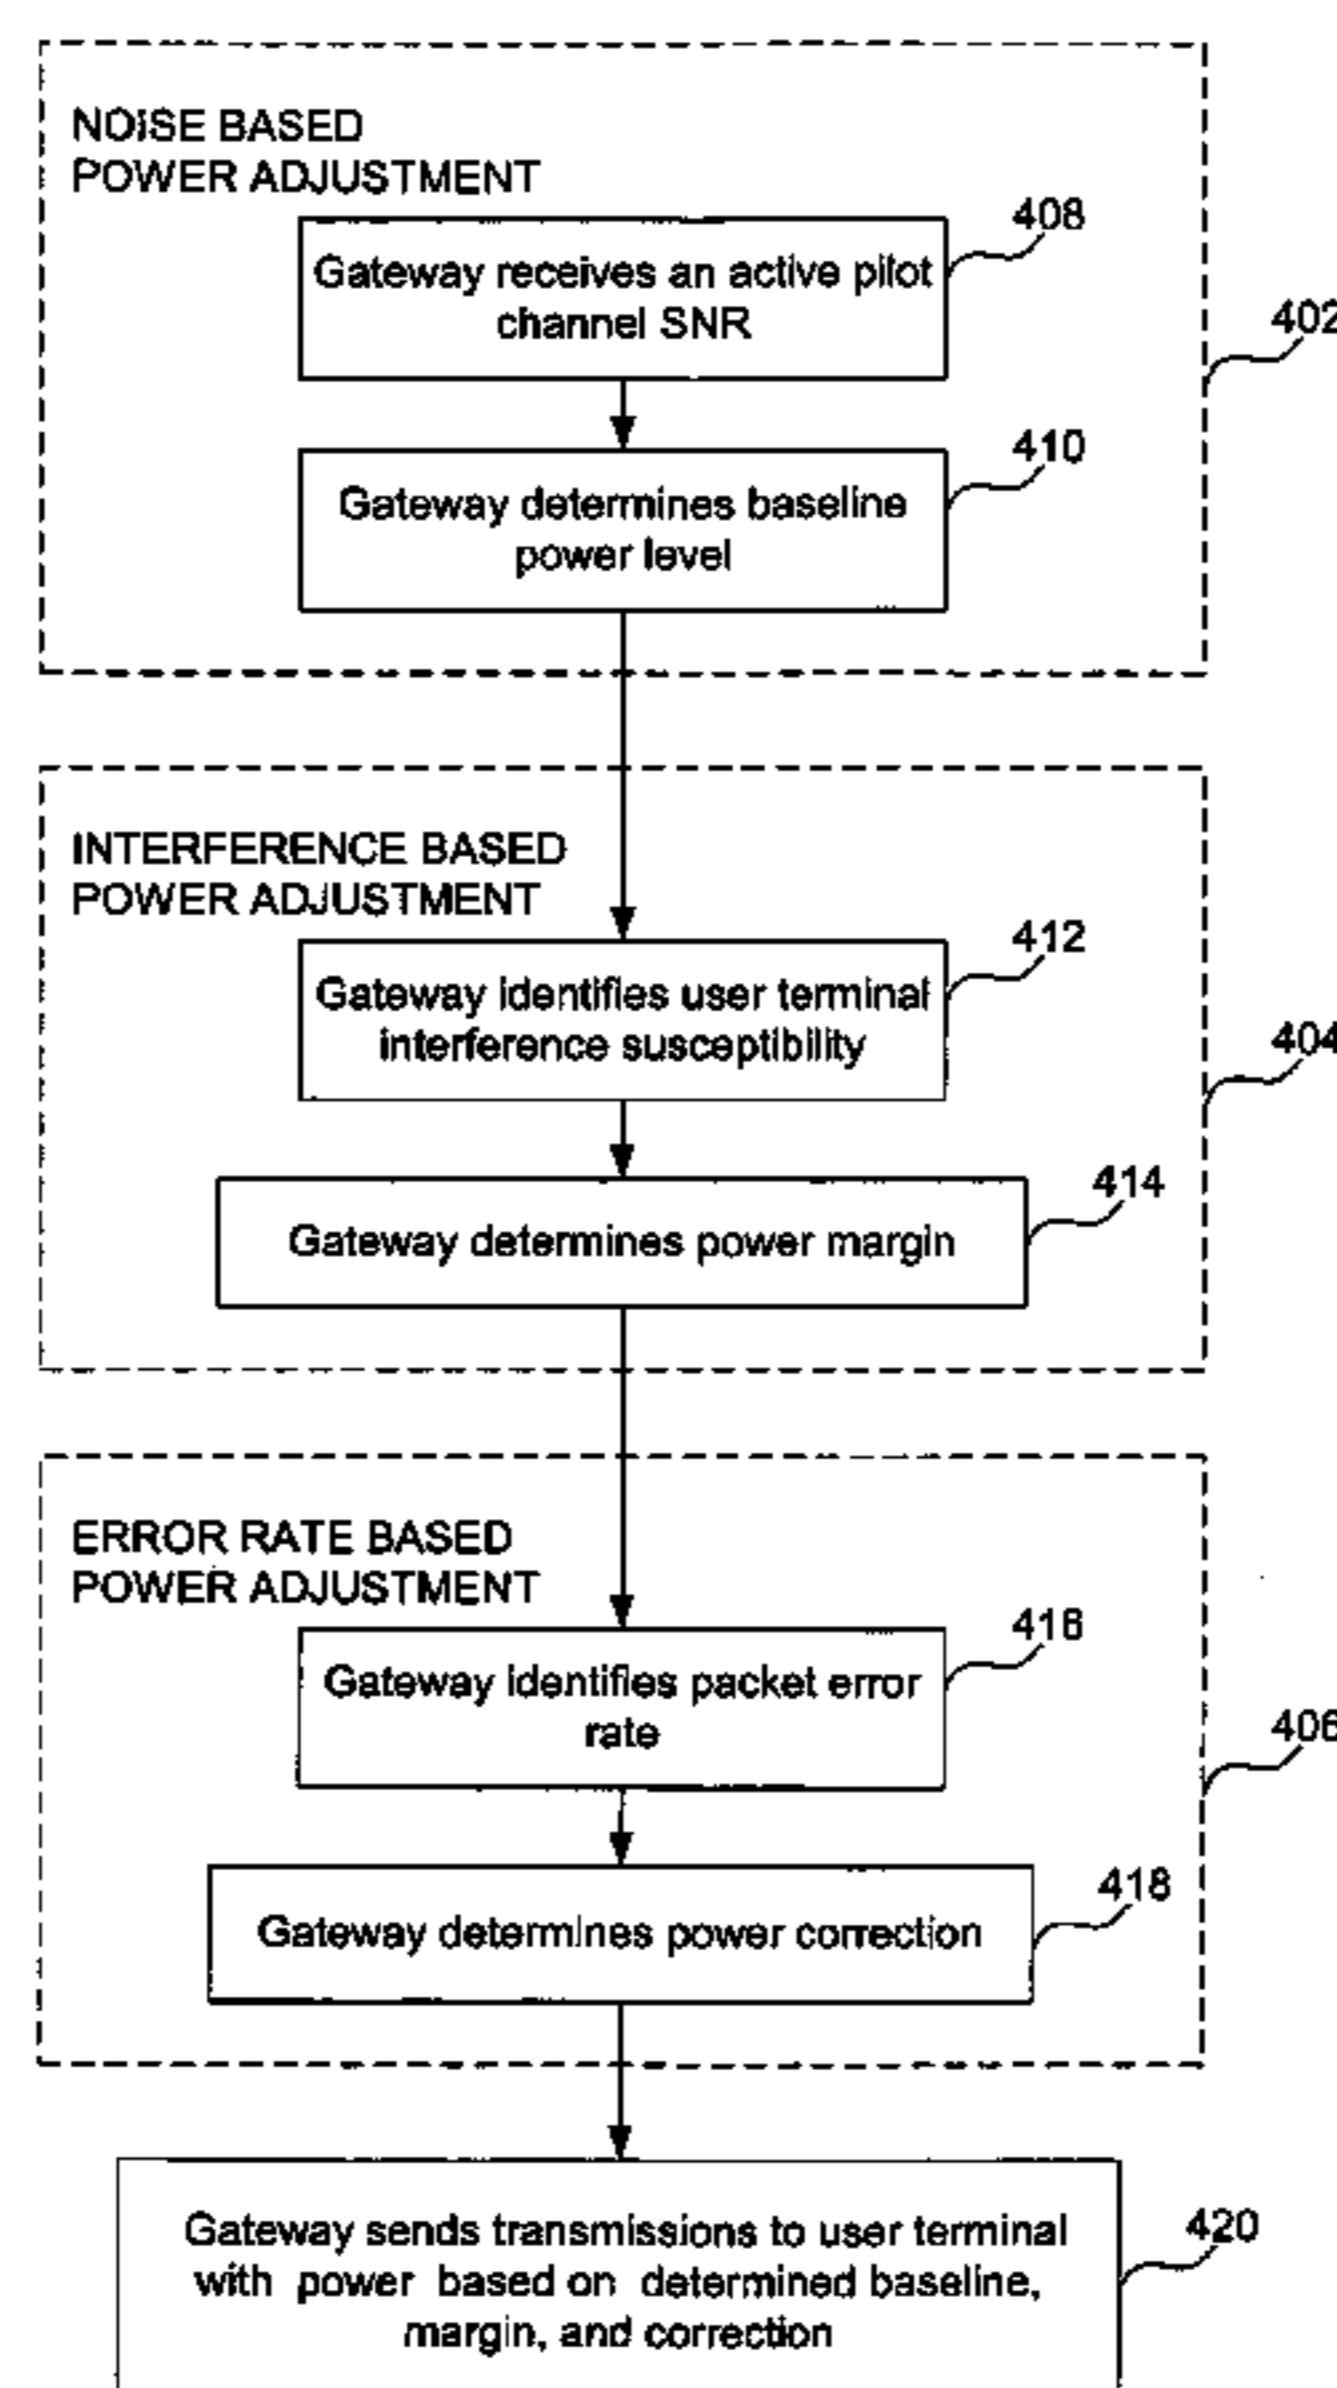 NOISE BASED
POWER ADJUSTMENT
408
Gateway receives an active pilot
channel SNR
402
410
Gateway determines baseline
power level
INTERFERENCE BASED
POWER ADJUSTMENT
412
Gateway identifies user terminal
interference susceptibility
404
414
Gateway determines power margin
ERROR RATE BASED
POWER ADJUSTMENT
416
Gateway identifies packet error
rate
406
418
Gateway determines power correction
420
Gateway sends transmissions to user terminal
with power based on determined baseline,
margin, and correction